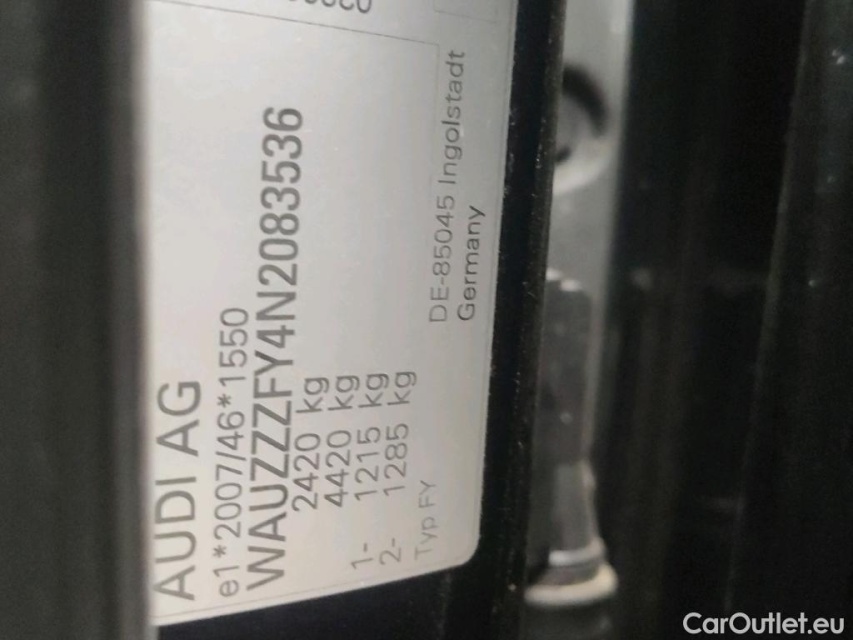 AUDI AG
e1*2007/46*1550
WAUZZZFY4N2083536
2420 kg
4420 kg
1- 1215 kg
2- 1285 kg
Typ FY
DE-85045 Ingolstadt
Germany
CarOutlet.eu